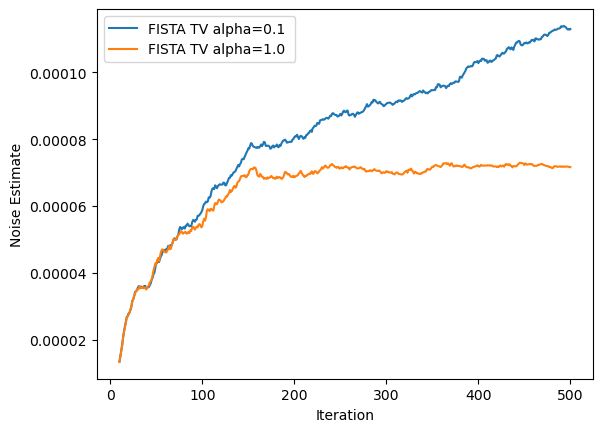 FISTA TV alpha=0.1
FISTA TV alpha=1.0
Noise Estimate
0.00010
0.00008
0.00006
0.00004
0.00002
0
100
200
300
400
500
Iteration